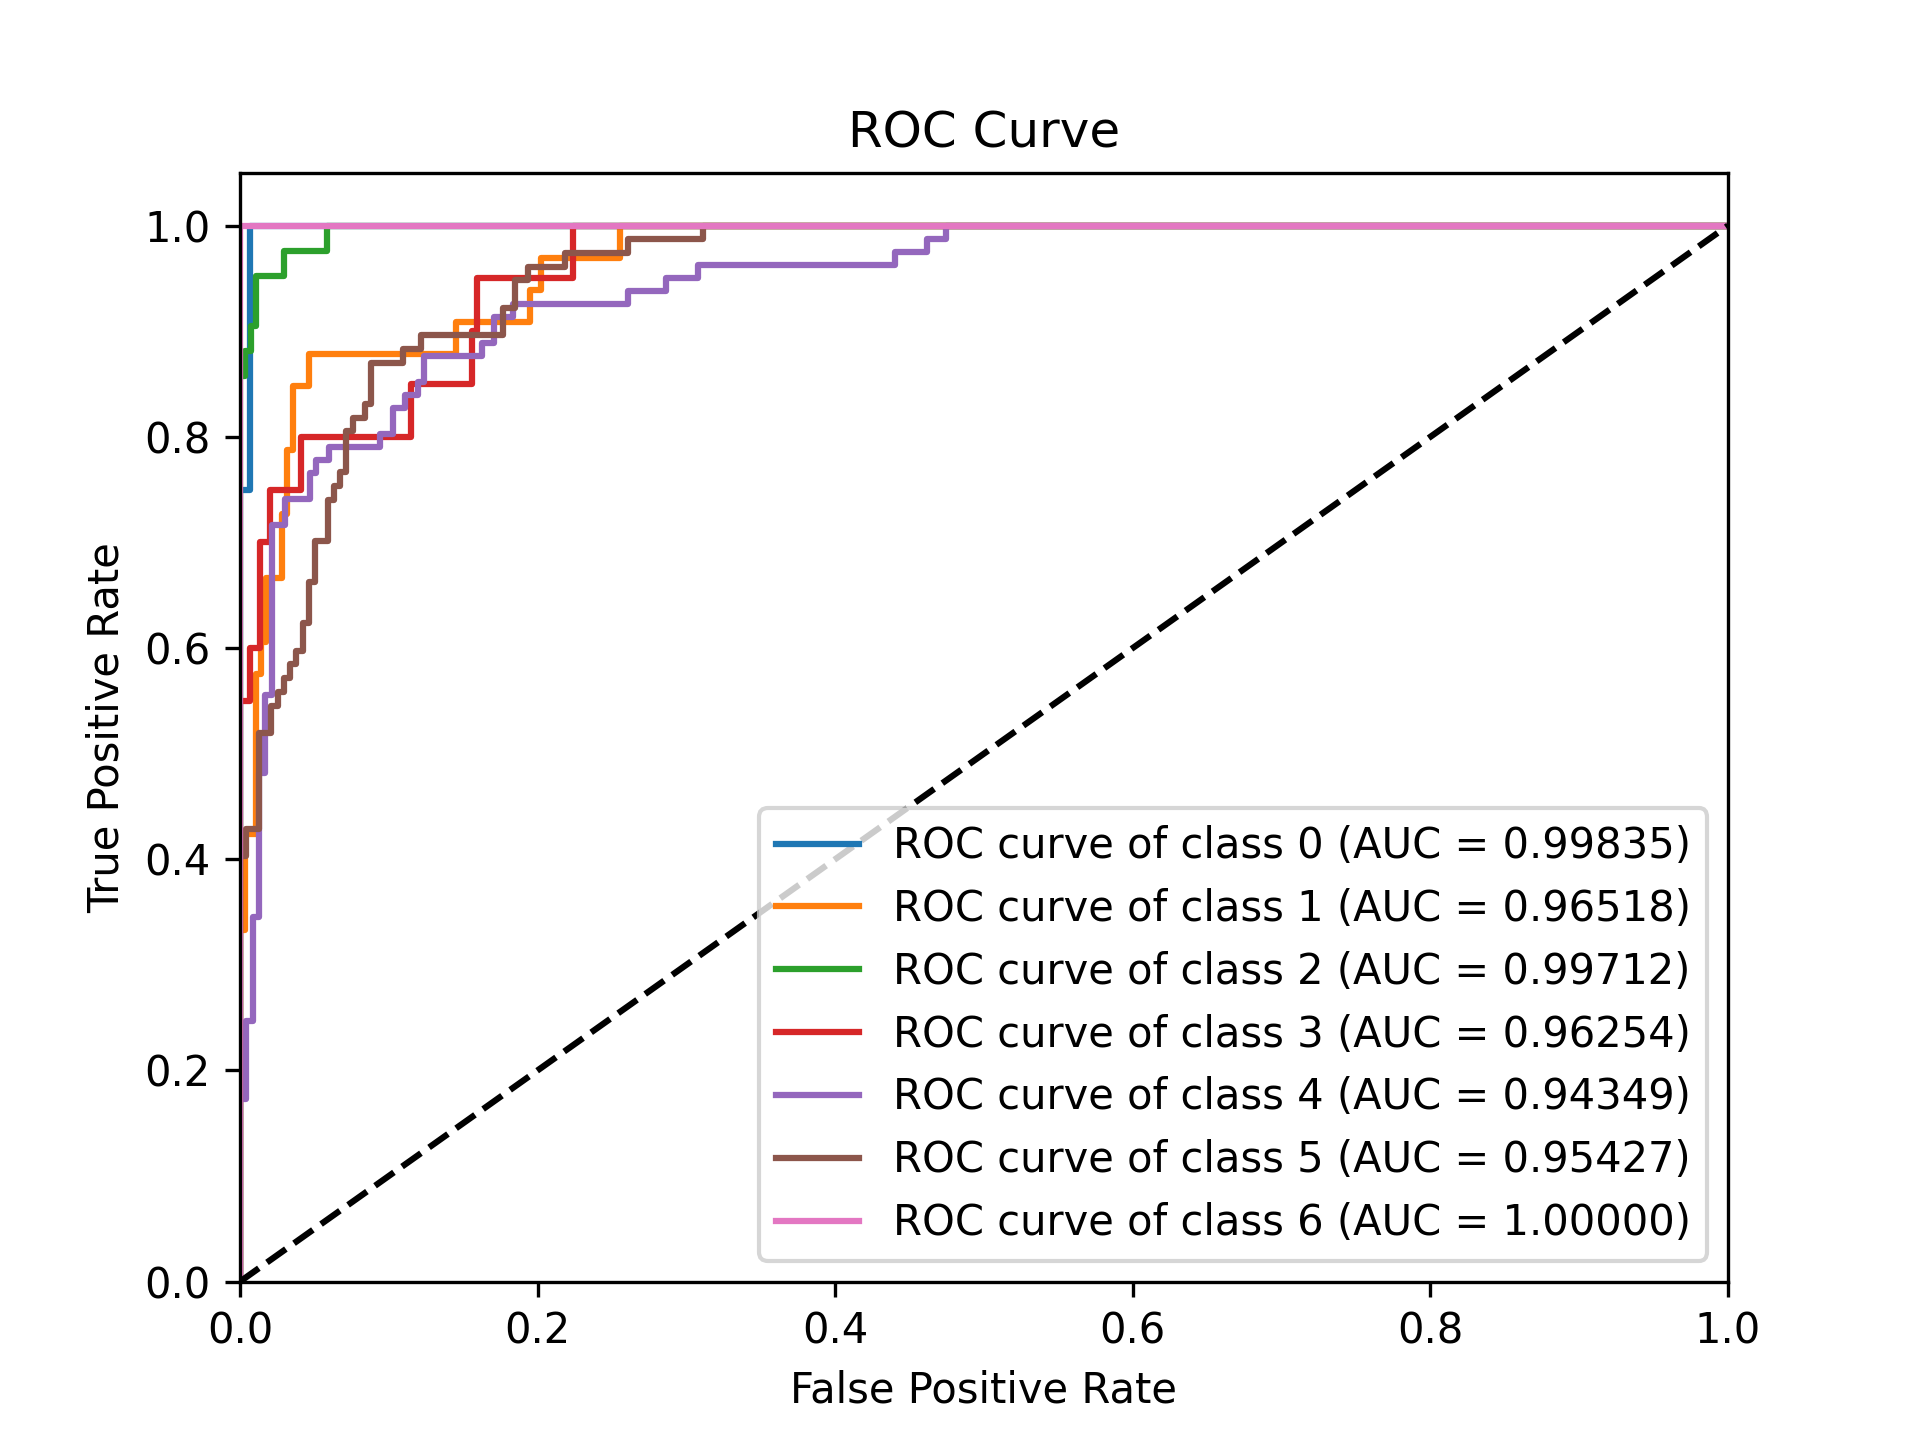 ROC Curve
1.0
0.8
0.6
0.4
0.2
0.0
True Positive Rate
ROC curve of class 0 (AUC = 0.99835)
ROC curve of class 1 (AUC = 0.96518)
ROC curve of class 2 (AUC = 0.99712)
ROC curve of class 3 (AUC = 0.96254)
ROC curve of class 4 (AUC = 0.94349)
ROC curve of class 5 (AUC = 0.95427)
ROC curve of class 6 (AUC = 1.00000)
0.0 0.2 0.4 0.6 0.8 1.0
False Positive Rate